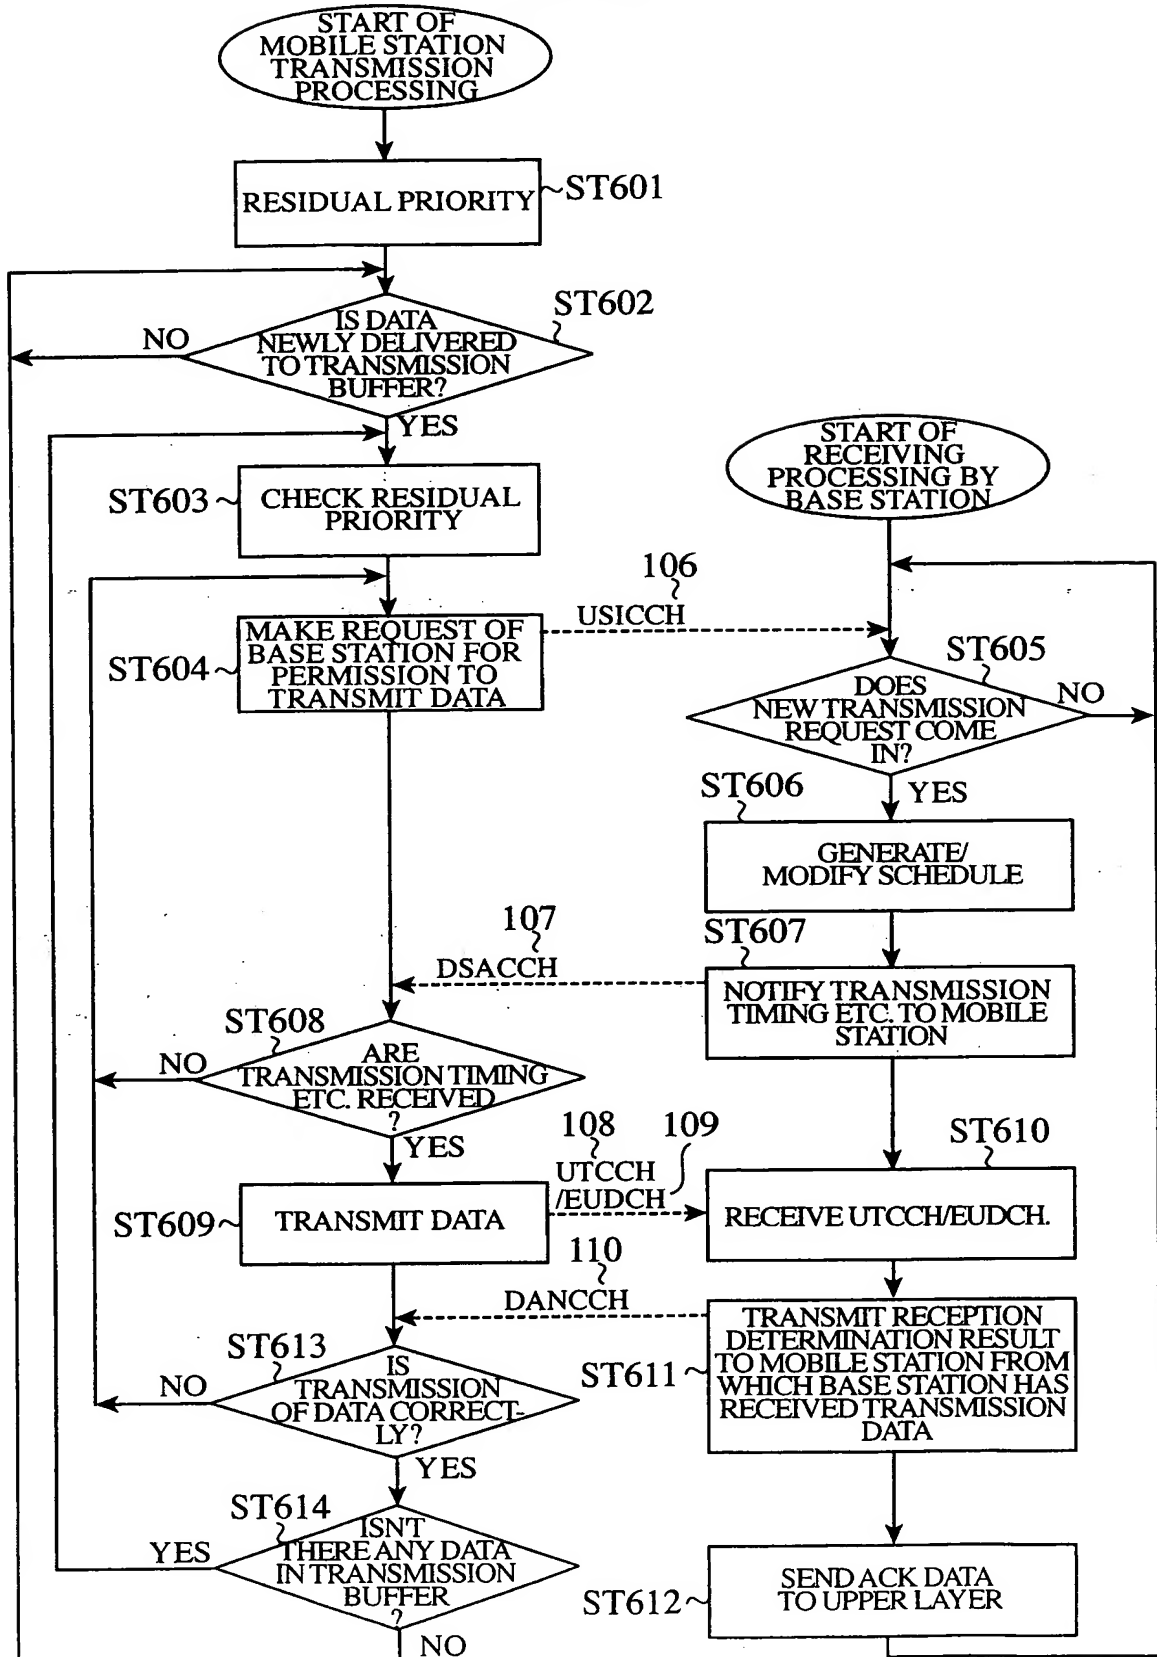 START OF
MOBILE STATION
TRANSMISSION
PROCESSING
RESIDUAL PRIORITY
ST601
IS DATA
NEWLY DELIVERED
TO TRANSMISSION
BUFFER?
ST602
NO
YES
ST603
CHECK RESIDUAL
PRIORITY
START OF
RECEIVING
PROCESSING BY
BASE STATION
ST604
MAKE REQUEST OF
BASE STATION FOR
PERMISSION TO
TRANSMIT DATA
106
USICCH
ST605
DOES
NEW TRANSMISSION
REQUEST COME
IN?
NO
YES
ST606
GENERATE/
MODIFY SCHEDULE
ST607
NOTIFY TRANSMISSION
TIMING ETC. TO MOBILE
STATION
107
DSACCH
ST608
ARE
TRANSMISSION TIMING
ETC. RECEIVED
?
NO
YES
ST609
TRANSMIT DATA
108
109
UTCCH
/EUDCH
ST610
RECEIVE UTCCH/EUDCH.
110
DANCCH
ST611
TRANSMIT RECEPTION
DETERMINATION RESULT
TO MOBILE STATION FROM
WHICH BASE STATION HAS
RECEIVED TRANSMISSION
DATA
ST613
IS
TRANSMISSION
OF DATA CORRECT-
LY?
NO
YES
ST614
ISNT
THERE ANY DATA
IN TRANSMISSION
BUFFER
?
YES
NO
ST612
SEND ACK DATA
TO UPPER LAYER